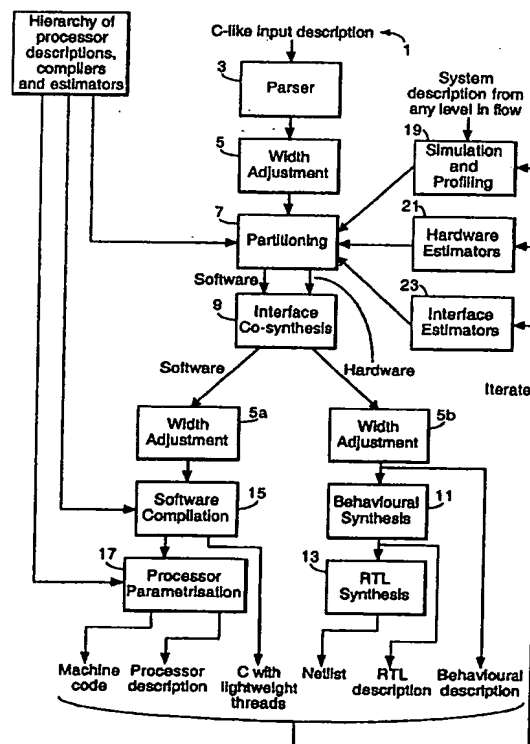 Hierarchy of
processor
descriptions,
compilers
and estimators
C-like input description
1
3
Parser
System
description from
any level in flow
5
Width
Adjustment
19
Simulation
and
Profiling
7
Partitioning
21
Hardware
Estimators
Software
9
Interface
Co-synthesis
23
Interface
Estimators
Software
Hardware
Iterate
Width
Adjustment
5a
Width
Adjustment
5b
Software
Compilation
15
Behavioural
Synthesis
11
17
Processor
Parametrisation
13
RTL
Synthesis
Machine
code
Processor
description
C with
lightweight
threads
Netlist
RTL
description
Behavioural
description